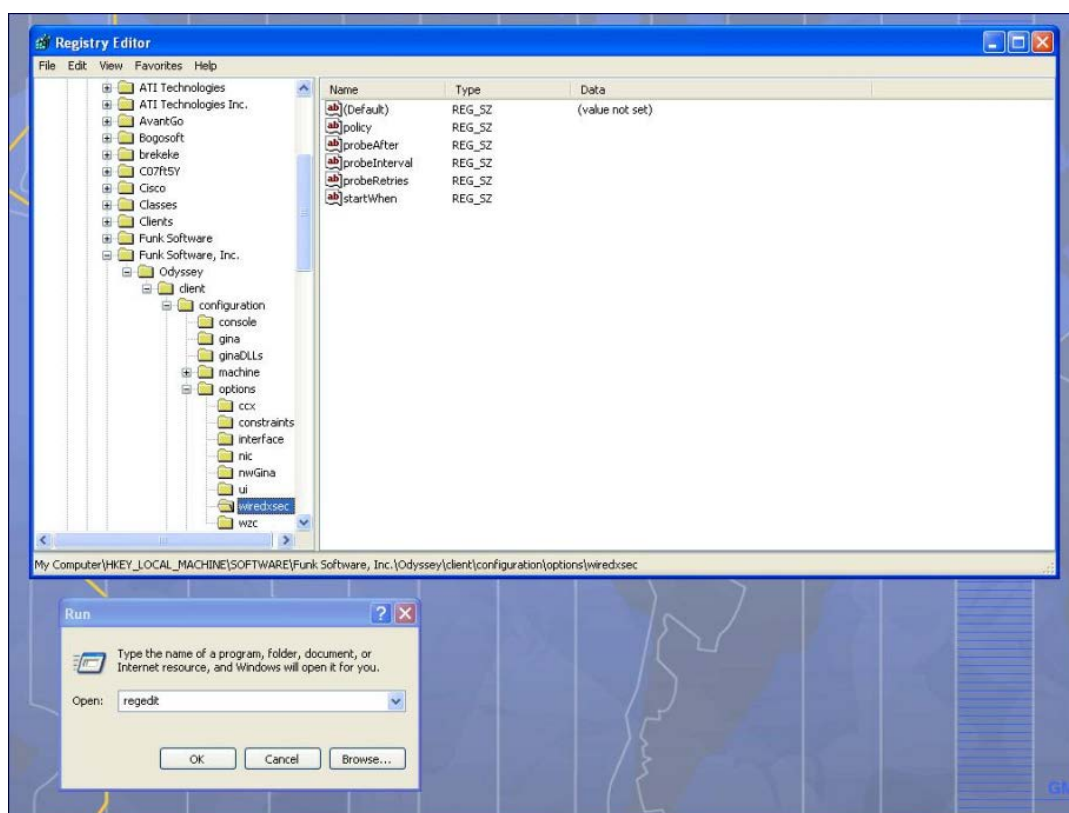 Registry Editor
File Edit View Favorites Help
ATI Technologies
ATI Technologies Inc.
AvantGo
Bogosoft
brekeke
C07ft5Y
Cisco
Classes
Clients
Funk Software
Funk Software, Inc.
Odyssey
client
configuration
console
gina
ginaDLLs
machine
options
ccx
constraints
interface
nic
nwGina
ui
wiredxsec
wzc
Name Type Data
(Default) REG_SZ (value not set)
policy REG_SZ
probeAfter REG_SZ
probeInterval REG_SZ
probeRetries REG_SZ
startWhen REG_SZ
My Computer\HKEY_LOCAL_MACHINE\SOFTWARE\Funk Software, Inc.\Odyssey\client\configuration\options\wiredxsec
Run
Type the name of a program, folder, document, or
Internet resource, and Windows will open it for you.
Open: regedit
OK Cancel Browse...